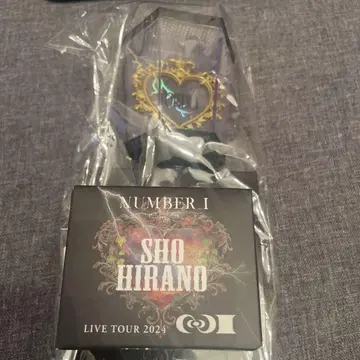 NUMBER I
SHO
HIRANO
LIVE TOUR 2024